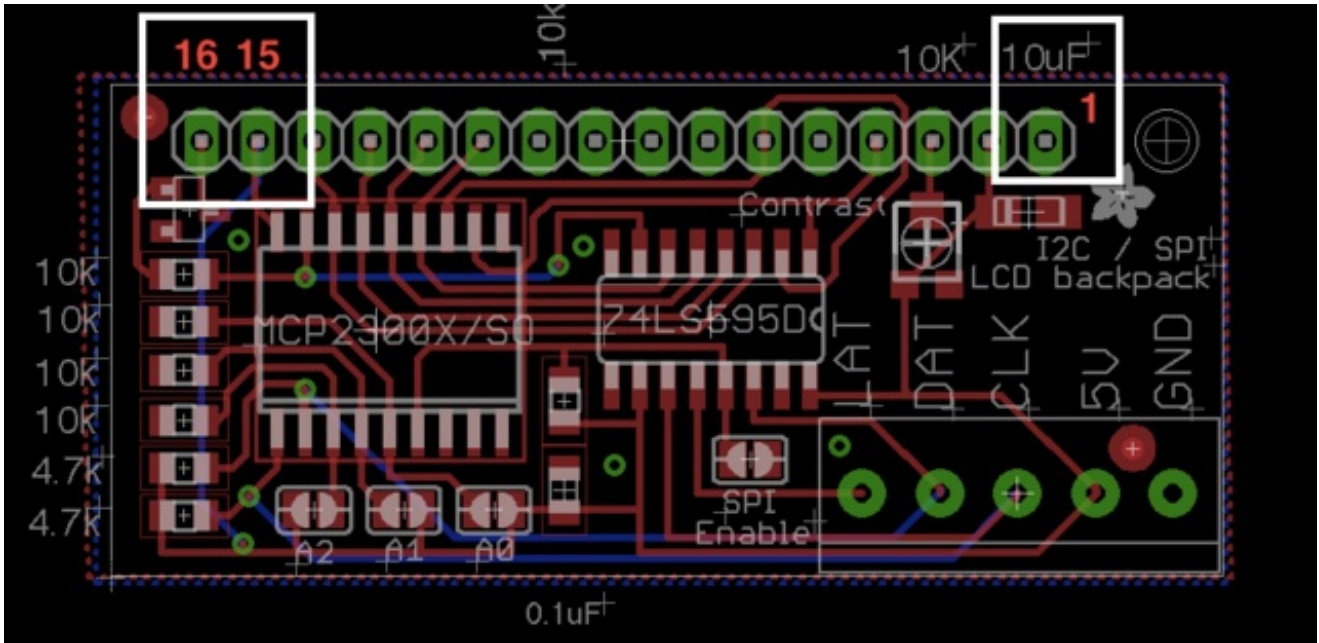 10K
16 15
10K
10uF
1
Contrast
I2C / SPI
LCD backpack
10k
10k
10k
10k
4.7k
4.7k
MCP2300X/SO
74LS595D
LAT
DAT
CLK
5V
GND
SPI
Enable
A2
A1
A0
0.1uF